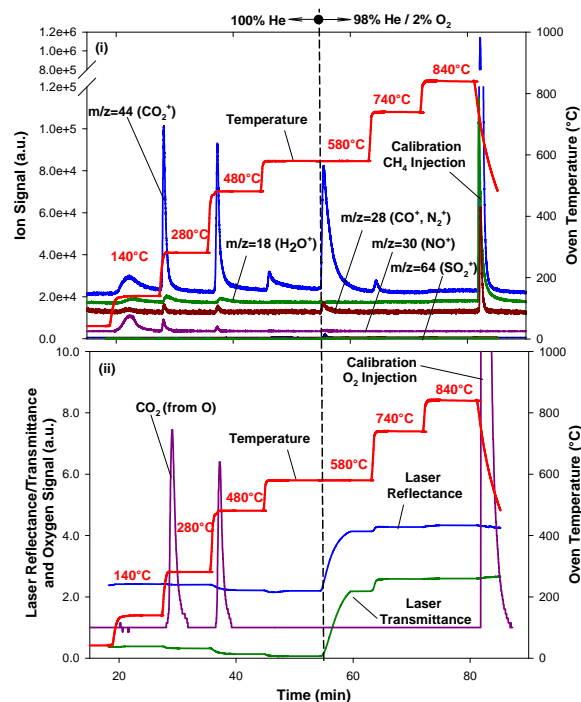 100% He
98% He / 2% O2
1.2e+6
1.0e+6
8.0e+5
6.0e+5
1.0e+5
8.0e+4
6.0e+4
4.0e+4
2.0e+4
0.0
Ion Signal (a.u.)
(i)
m/z=44 (CO2+)
Temperature
140°C
280°C
480°C
580°C
740°C
840°C
Calibration
CH4 Injection
m/z=18 (H2O+)
m/z=28 (CO+, N2+)
m/z=30 (NO+)
m/z=64 (SO2+)
1000
800
600
400
200
0
Oven Temperature (°C)
10.0
8.0
6.0
4.0
2.0
0.0
Laser Reflectance/Transmittance
and Oxygen Signal (a.u.)
(ii)
CO2 (from O)
Temperature
140°C
280°C
480°C
580°C
740°C
840°C
Calibration
O2 Injection
Laser
Reflectance
Laser
Transmittance
1000
800
600
400
200
0
Oven Temperature (°C)
20
40
60
80
Time (min)